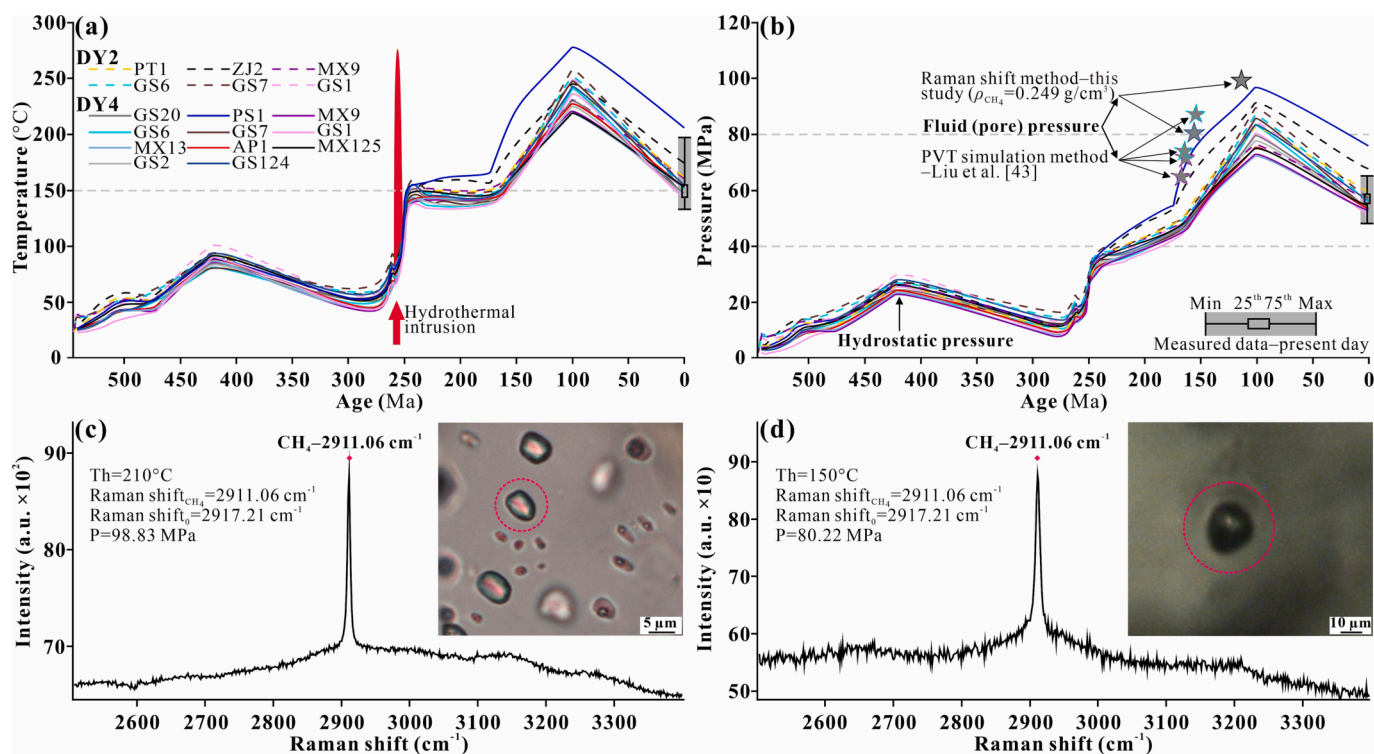 (a)
300
250
200
150
100
50
0
Temperature (°C)
DY2
PT1 ZJ2 MX9
GS6 GS7 GS1
DY4
GS20 PS1 MX9
GS6 GS7 GS1
MX13 AP1 MX125
GS2 GS124
Hydrothermal
intrusion
500 450 400 350 300 250 200 150 100 50 0
Age (Ma)
(b)
120
100
80
60
40
20
0
Pressure (MPa)
Raman shift method–this
study (ρCH₄=0.249 g/cm³)
Fluid (pore) pressure
PVT simulation method
–Liu et al. [43]
Hydrostatic pressure
Min 25th 75th Max
Measured data–present day
500 450 400 350 300 250 200 150 100 50 0
Age (Ma)
(c)
CH₄–2911.06 cm⁻¹
Th=210°C
Raman shiftCH₄=2911.06 cm⁻¹
Raman shift₀=2917.21 cm⁻¹
P=98.83 MPa
90
80
70
Intensity (a.u. ×10²)
5 µm
2600 2700 2800 2900 3000 3100 3200 3300
Raman shift (cm⁻¹)
(d)
CH₄–2911.06 cm⁻¹
Th=150°C
Raman shiftCH₄=2911.06 cm⁻¹
Raman shift₀=2917.21 cm⁻¹
P=80.22 MPa
90
80
70
60
50
Intensity (a.u. ×10)
10 µm
2600 2700 2800 2900 3000 3100 3200 3300
Raman shift (cm⁻¹)